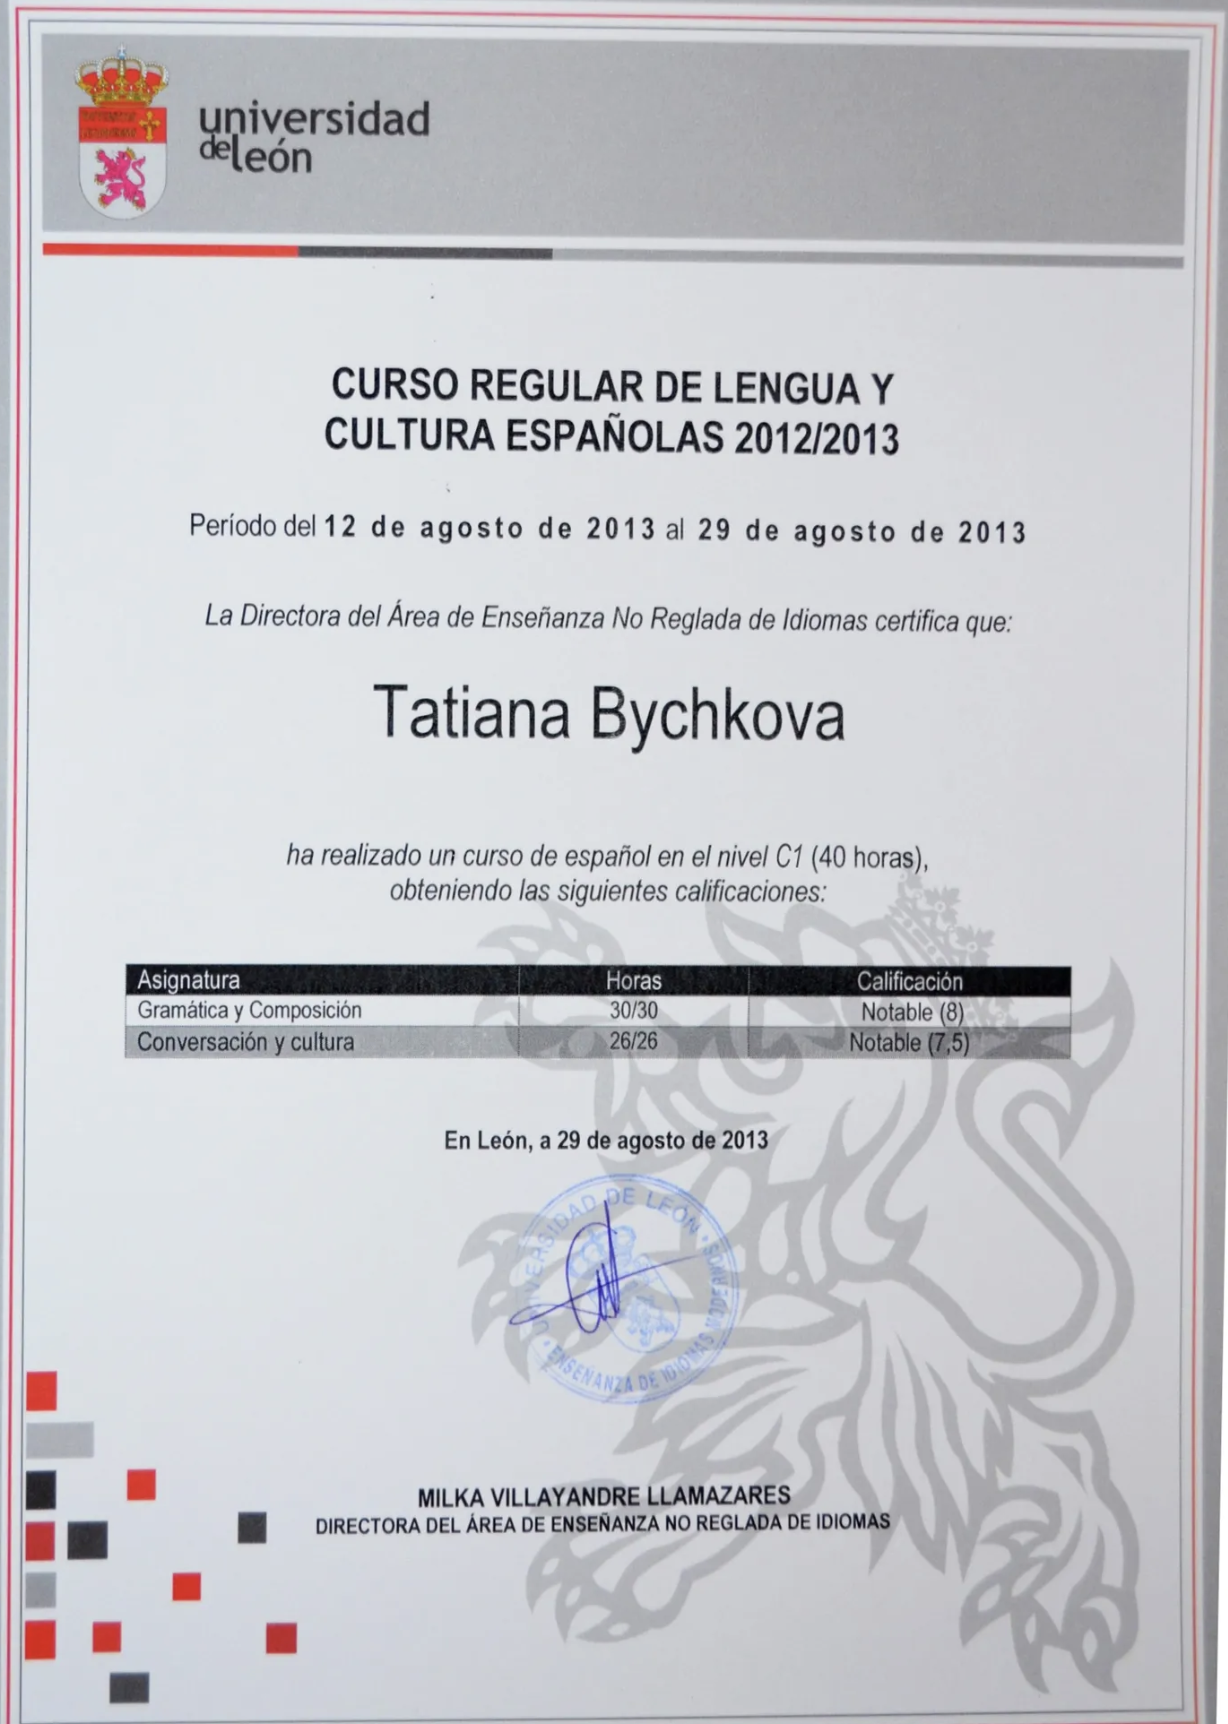 universidad
deleón
CURSO REGULAR DE LENGUA Y
CULTURA ESPAÑOLAS 2012/2013
Período del 12 de agosto de 2013 al 29 de agosto de 2013
La Directora del Área de Enseñanza No Reglada de Idiomas certifica que:
Tatiana Bychkova
ha realizado un curso de español en el nivel C1 (40 horas),
obteniendo las siguientes calificaciones:
Asignatura Horas Calificación
Gramática y Composición 30/30 Notable (8)
Conversación y cultura 26/26 Notable (7,5)
En León, a 29 de agosto de 2013
UNIVERSIDAD DE LEÓN
ENSEÑANZA DE IDIOMAS MODERNOS
MILKA VILLAYANDRE LLAMAZARES
DIRECTORA DEL ÁREA DE ENSEÑANZA NO REGLADA DE IDIOMAS